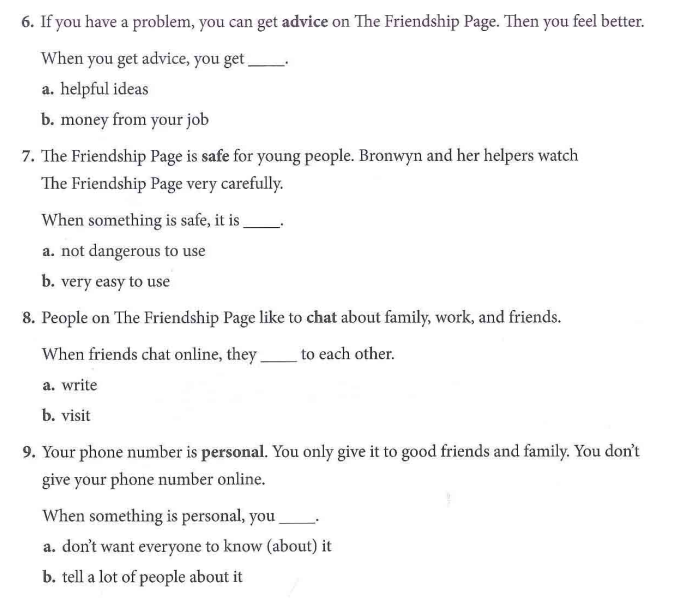 6. If you have a problem, you can get advice on The Friendship Page. Then you feel better.
When you get advice, you get _____.
a. helpful ideas
b. money from your job
7. The Friendship Page is safe for young people. Bronwyn and her helpers watch
The Friendship Page very carefully.
When something is safe, it is _____.
a. not dangerous to use
b. very easy to use
8. People on The Friendship Page like to chat about family, work, and friends.
When friends chat online, they _____ to each other.
a. write
b. visit
9. Your phone number is personal. You only give it to good friends and family. You don't
give your phone number online.
When something is personal, you _____.
a. don't want everyone to know (about) it
b. tell a lot of people about it